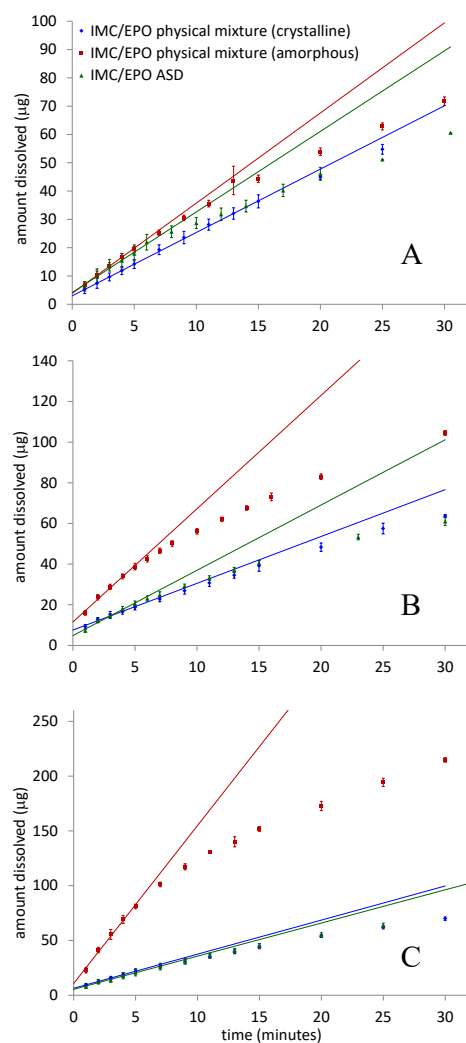 100
90
80
70
60
50
40
30
20
10
0
amount dissolved (µg)
IMC/EPO physical mixture (crystalline)
IMC/EPO physical mixture (amorphous)
IMC/EPO ASD
A
0 5 10 15 20 25 30
140
120
100
80
60
40
20
0
amount dissolved (µg)
B
0 5 10 15 20 25 30
250
200
150
100
50
0
amount dissolved (µg)
C
0 5 10 15 20 25 30
time (minutes)